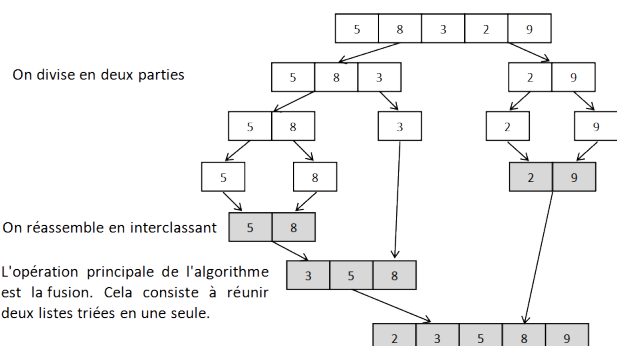 5 8 3 2 9
On divise en deux parties
5 8 3 2 9
5 8 3 2 9
5 8 2 9
On réassemble en interclassant
5 8
L'opération principale de l'algorithme
est la fusion. Cela consiste à réunir
deux listes triées en une seule.
3 5 8
2 3 5 8 9